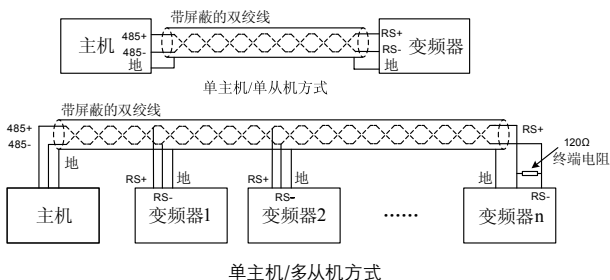 带屏蔽的双绞线
主机
485+
485-
地
RS+
RS-
地
变频器
单主机/单从机方式
带屏蔽的双绞线
485+
485-
地
RS+
RS-
地
RS+
RS-
地
地
RS+
120Ω
终端电阻
RS-
主机
变频器1
变频器2
······
变频器n
单主机/多从机方式